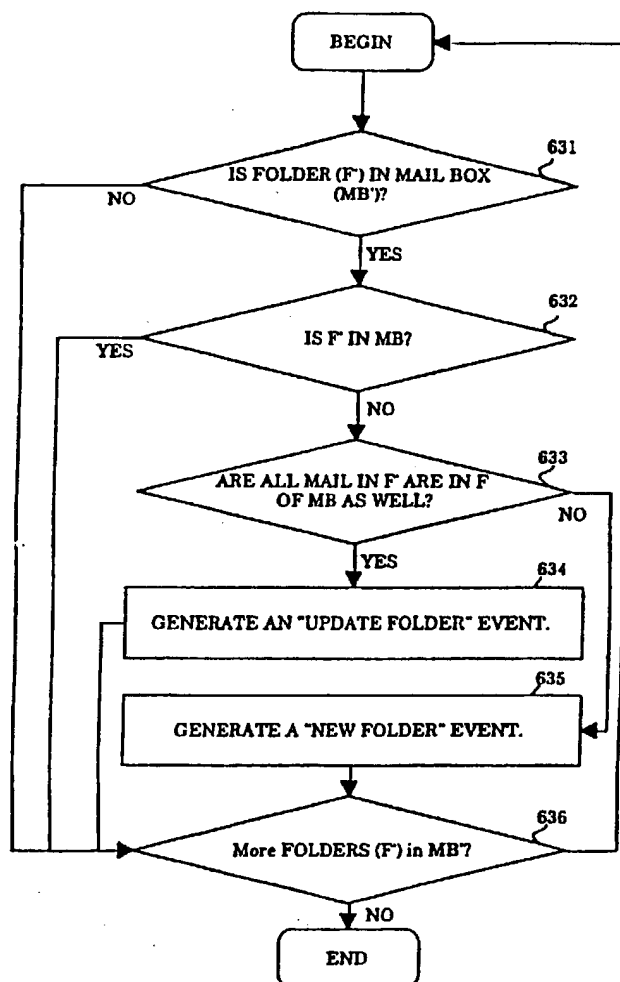 BEGIN
631
IS FOLDER (F') IN MAIL BOX
(MB')?
NO
YES
632
IS F' IN MB?
YES
NO
633
ARE ALL MAIL IN F' ARE IN F
OF MB AS WELL?
NO
YES
634
GENERATE AN "UPDATE FOLDER" EVENT.
635
GENERATE A "NEW FOLDER" EVENT.
636
More FOLDERS (F') in MB'?
NO
END